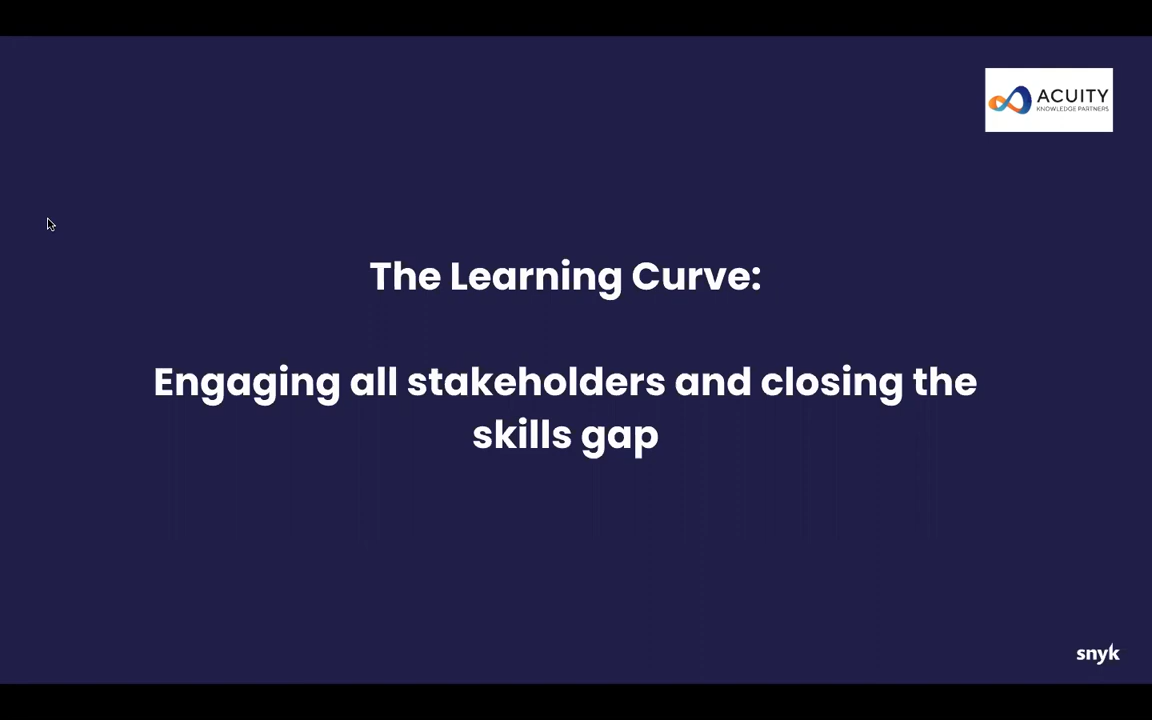 ACUITY
KNOWLEDGE PARTNERS
The Learning Curve:
Engaging all stakeholders and closing the
skills gap
snyk